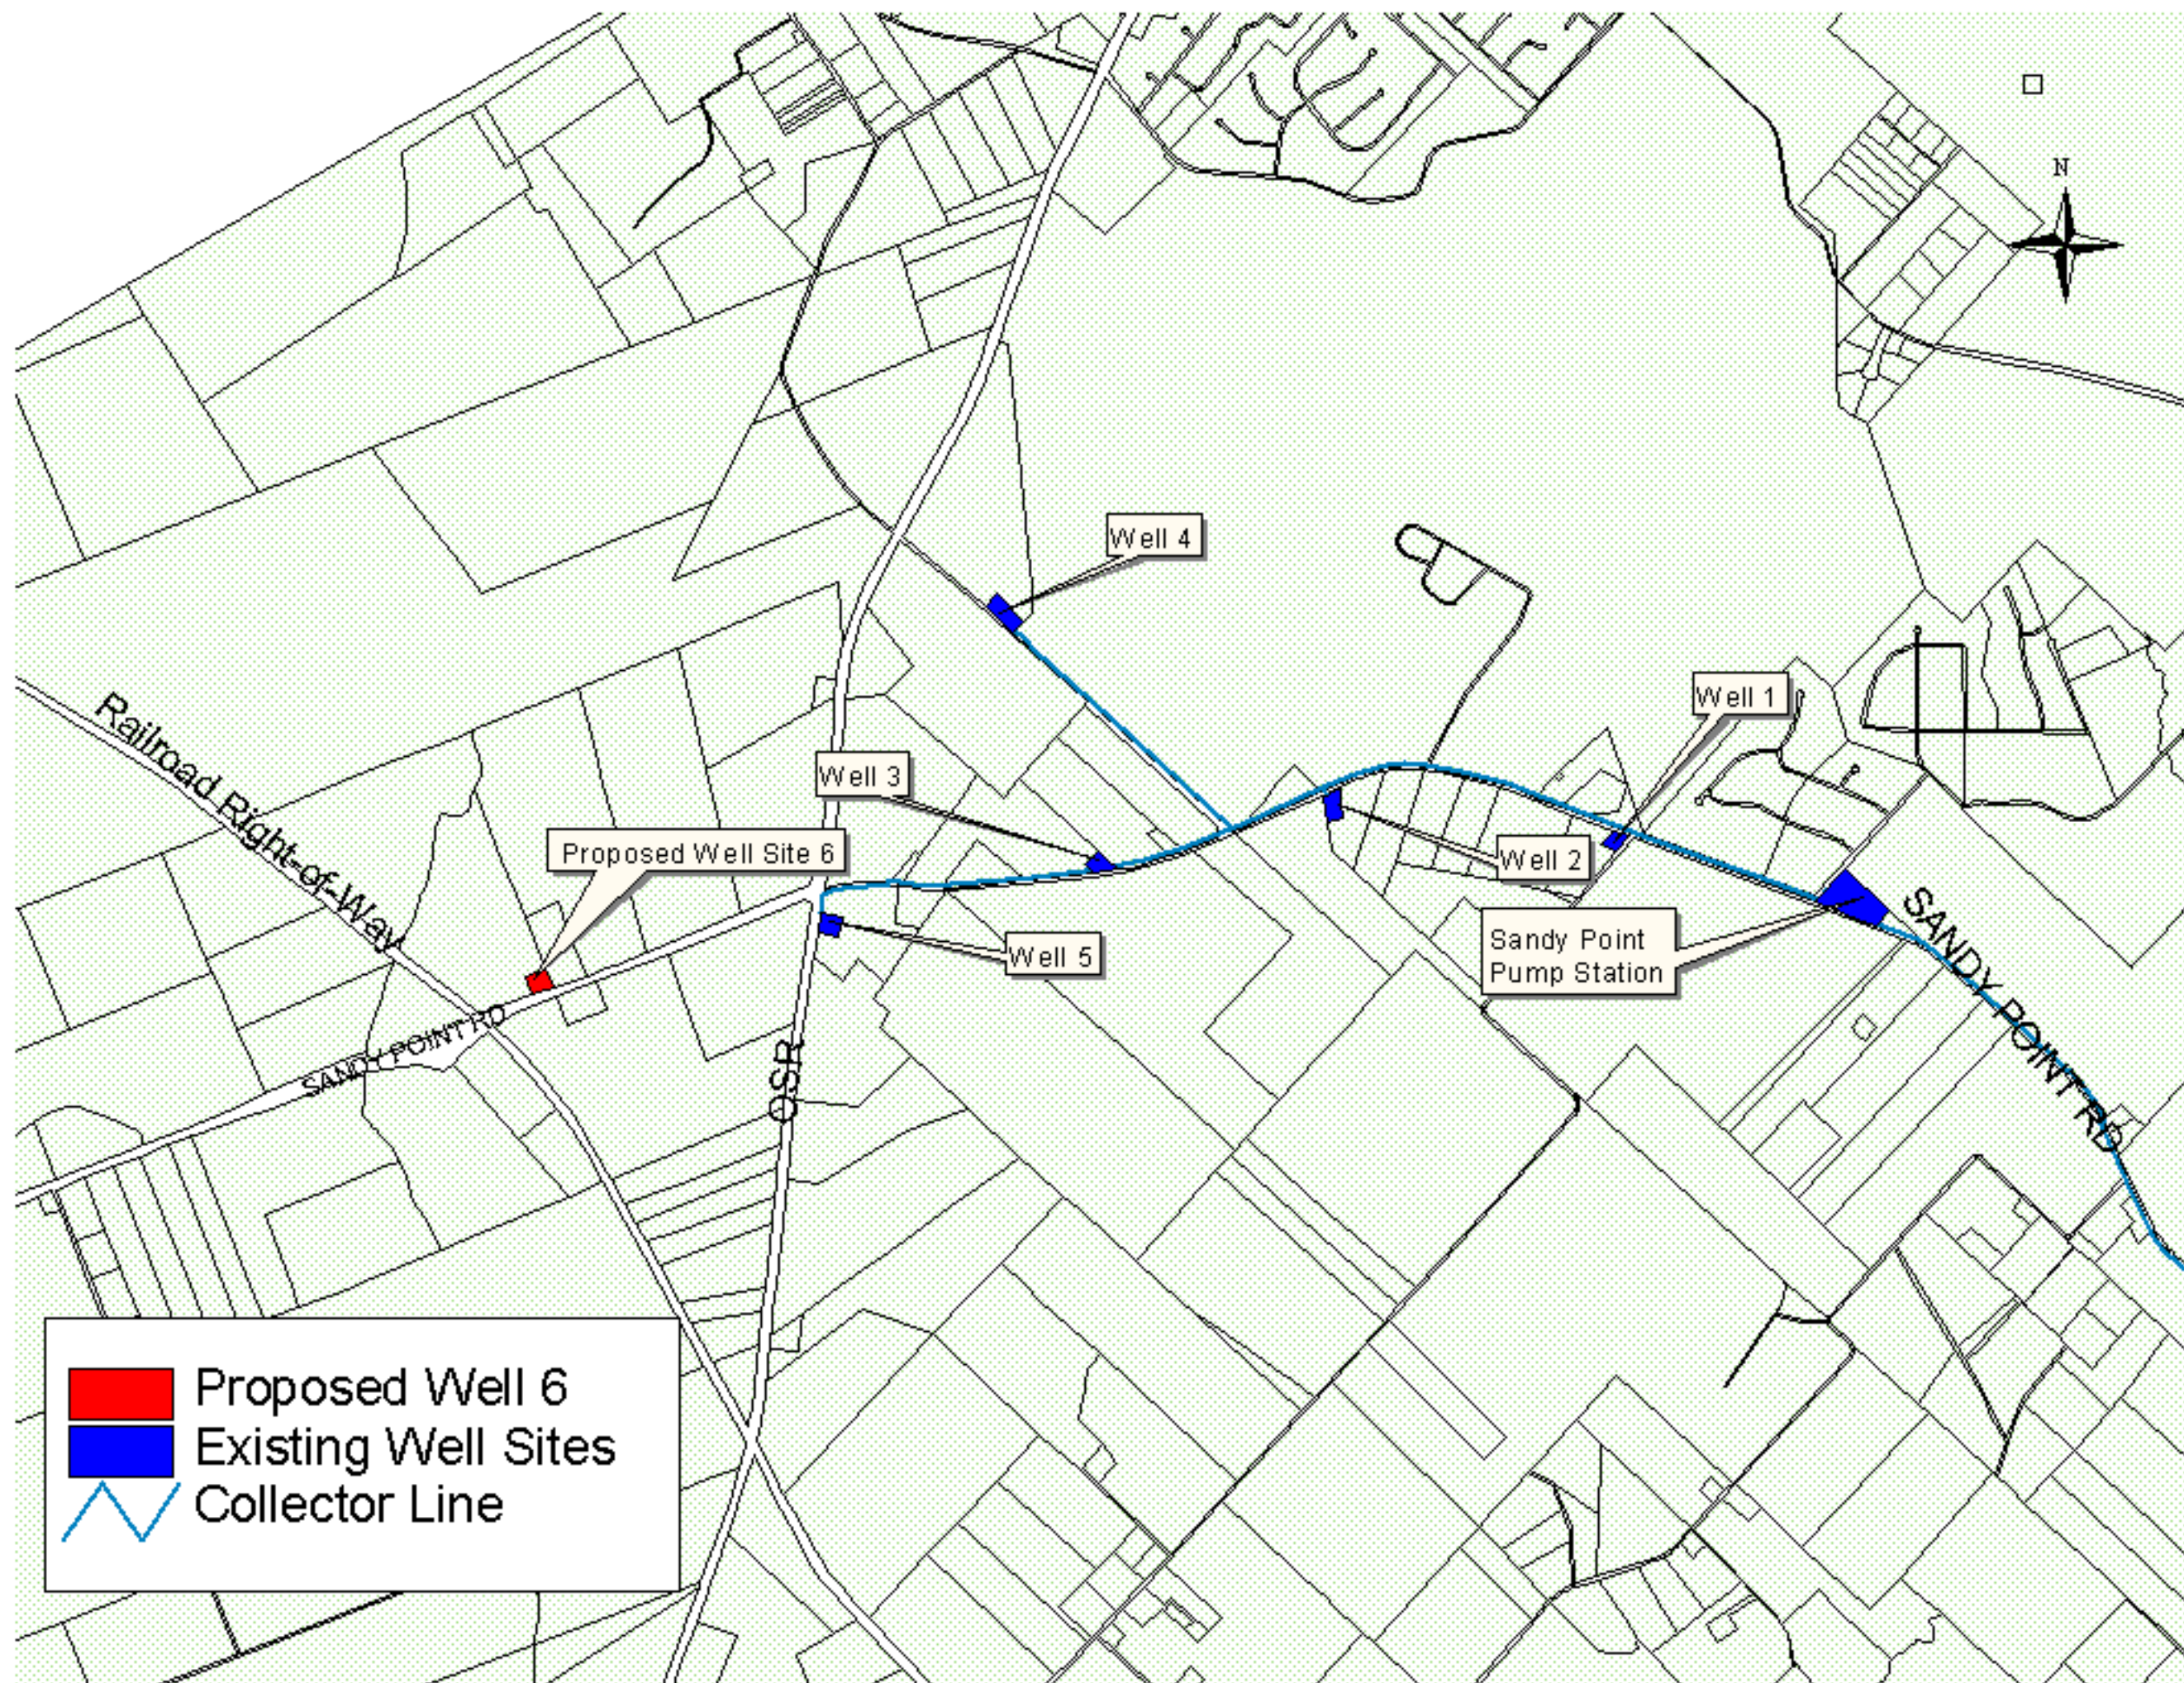 N
Well 4
Well 1
Railroad Right-of-Way
Well 3
Proposed Well Site 6
Well 2
SANDY POINT RD
Well 5
Sandy Point
Pump Station
SANDY POINT RD
OSR
Proposed Well 6
Existing Well Sites
Collector Line